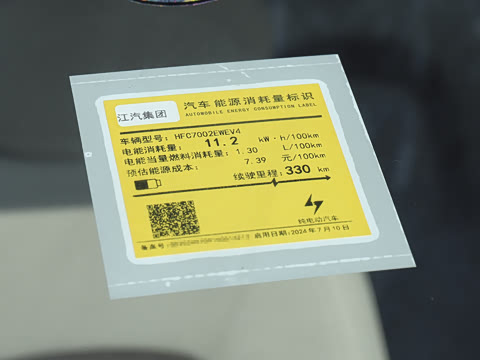 江汽集团
汽车能源消耗量标识
AUTOMOBILE ENERGY CONSUMPTION LABEL
车辆型号：HFC7002EWEV4
电能消耗量： 11.2 kW·h/100km
电能当量燃料消耗量：1.30 L/100km
预估能源成本： 7.39 元/100km
续驶里程：330 km
纯电动汽车
备案号：
启用日期：2024年7月10日